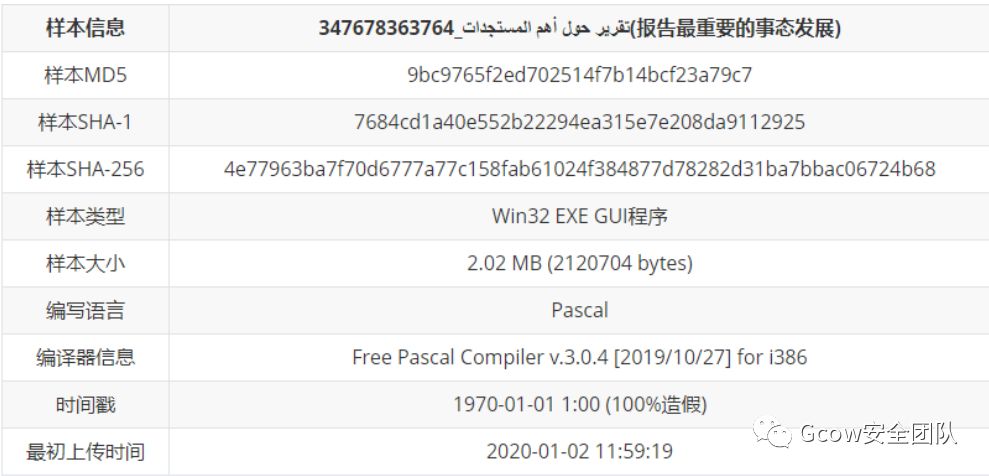 样本信息 347678363764_تقرير حول أهم المستجدات(报告最重要的事态发展)
样本MD5 9bc9765f2ed702514f7b14bcf23a79c7
样本SHA-1 7684cd1a40e552b22294ea315e7e208da9112925
样本SHA-256 4e77963ba7f70d6777a77c158fab61024f384877d78282d31ba7bbac06724b68
样本类型 Win32 EXE GUI程序
样本大小 2.02 MB (2120704 bytes)
编写语言 Pascal
编译器信息 Free Pascal Compiler v.3.0.4 [2019/10/27] for i386
时间戳 1970-01-01 1:00 (100%造假)
最初上传时间 2020-01-02 11:59:19
Gcow安全团队